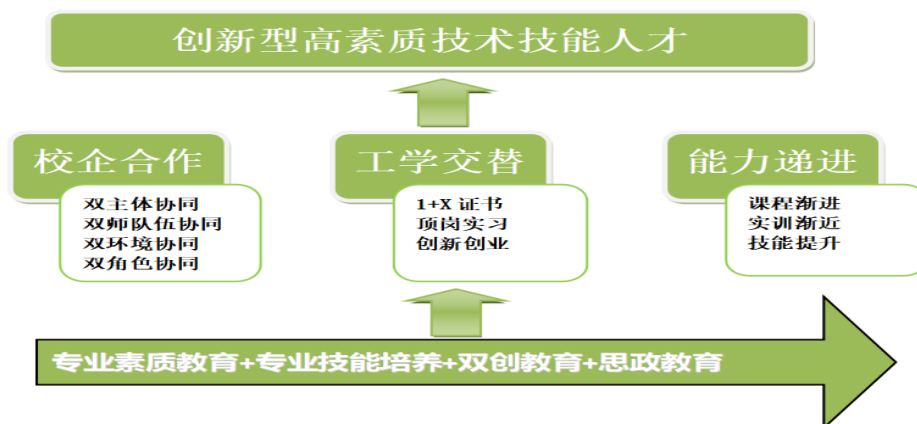 创新型高素质技术技能人才
校企合作
双主体协同
双师队伍协同
双环境协同
双角色协同
工学交替
1+X 证书
顶岗实习
创新创业
能力递进
课程渐进
实训渐近
技能提升
专业素质教育+专业技能培养+双创教育+思政教育